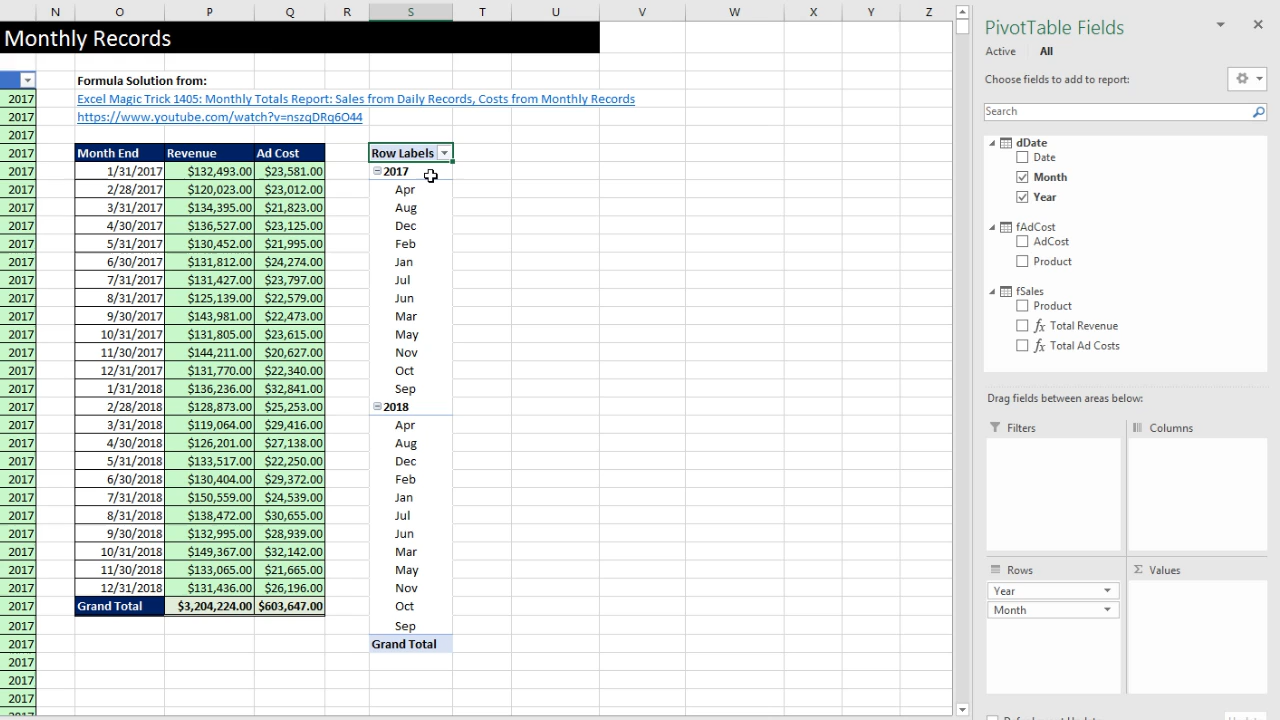 N O P Q R S T U V W X Y Z
Monthly Records
Formula Solution from:
2017 Excel Magic Trick 1405: Monthly Totals Report: Sales from Daily Records, Costs from Monthly Records
2017 https://www.youtube.com/watch?v=nszqDRq6O44
2017
2017 Month End Revenue Ad Cost Row Labels
2017 1/31/2017 $132,493.00 $23,581.00 2017
2017 2/28/2017 $120,023.00 $23,012.00 Apr
2017 3/31/2017 $134,395.00 $21,823.00 Aug
2017 4/30/2017 $136,527.00 $23,125.00 Dec
2017 5/31/2017 $130,452.00 $21,995.00 Feb
2017 6/30/2017 $131,812.00 $24,274.00 Jan
2017 7/31/2017 $131,427.00 $23,797.00 Jul
2017 8/31/2017 $125,139.00 $22,579.00 Jun
2017 9/30/2017 $143,981.00 $22,473.00 Mar
2017 10/31/2017 $131,805.00 $23,615.00 May
2017 11/30/2017 $144,211.00 $20,627.00 Nov
2017 12/31/2017 $131,770.00 $22,340.00 Oct
2017 1/31/2018 $136,236.00 $32,841.00 Sep
2017 2/28/2018 $128,873.00 $25,253.00 2018
2017 3/31/2018 $119,064.00 $29,416.00 Apr
2017 4/30/2018 $126,201.00 $27,138.00 Aug
2017 5/31/2018 $133,517.00 $22,250.00 Dec
2017 6/30/2018 $130,404.00 $29,372.00 Feb
2017 7/31/2018 $150,559.00 $24,539.00 Jan
2017 8/31/2018 $138,472.00 $30,655.00 Jul
2017 9/30/2018 $132,995.00 $28,939.00 Jun
2017 10/31/2018 $149,367.00 $32,142.00 Mar
2017 11/30/2018 $133,065.00 $21,665.00 May
2017 12/31/2018 $131,436.00 $26,196.00 Nov
2017 Grand Total $3,204,224.00 $603,647.00 Oct
2017 Sep
2017 Grand Total
2017
2017
2017
PivotTable Fields
Active All
Choose fields to add to report:
Search
dDate
Date
Month
Year
fAdCost
AdCost
Product
fSales
Product
fx Total Revenue
fx Total Ad Costs
Drag fields between areas below:
Filters Columns
Rows Σ Values
Year
Month